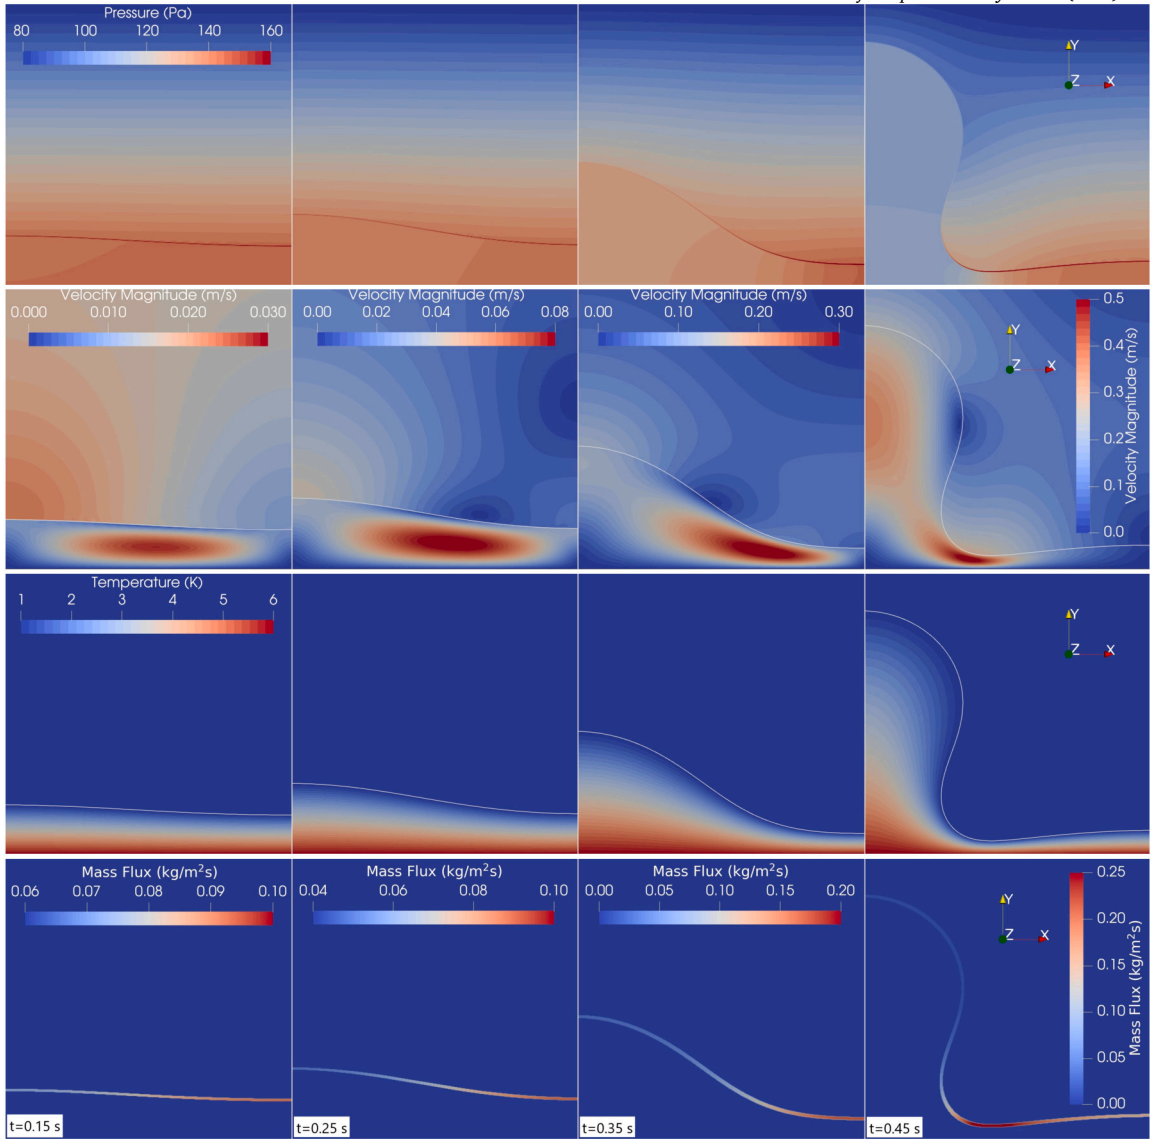 Pressure (Pa)
80 100 120 140 160
Y
Z X
Velocity Magnitude (m/s)
0.000 0.010 0.020 0.030
Velocity Magnitude (m/s)
0.00 0.02 0.04 0.06 0.08
Velocity Magnitude (m/s)
0.00 0.10 0.20 0.30
Y
Z X
0.5
0.4
0.3
0.2
0.1
0.0
Velocity Magnitude (m/s)
Temperature (K)
1 2 3 4 5 6
Y
Z X
Mass Flux (kg/m²s)
0.06 0.07 0.08 0.09 0.10
t=0.15 s
Mass Flux (kg/m²s)
0.04 0.06 0.08 0.10
t=0.25 s
Mass Flux (kg/m²s)
0.00 0.05 0.10 0.15 0.20
t=0.35 s
Y
Z X
0.25
0.20
0.15
0.10
0.05
0.00
Mass Flux (kg/m²s)
t=0.45 s